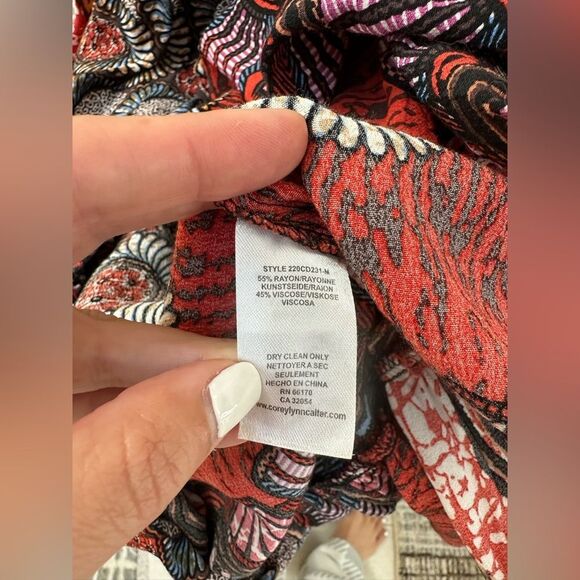 STYLE 220CD231-M
55% RAYON/RAYONNE
KUNSTSEIDE/RAION
45% VISCOSE/VISKOSE
VISCOSA
DRY CLEAN ONLY
NETTOYER A SEC
SEULEMENT
HECHO EN CHINA
RN 66170
CA 32054
www.coreylynncalter.com